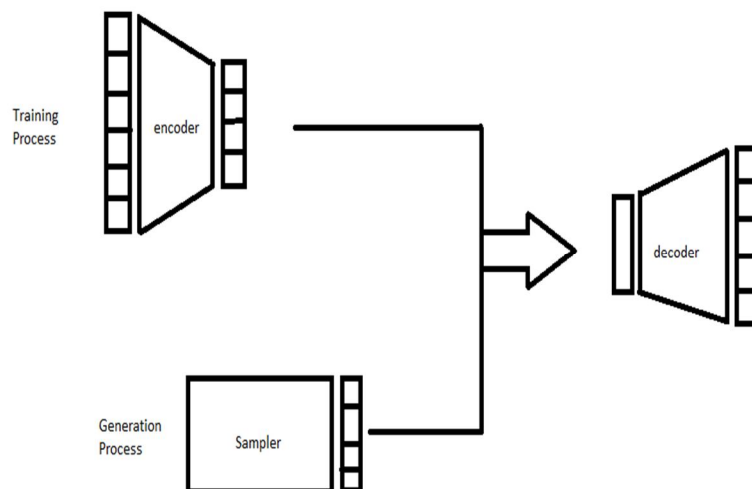 Training
Process
encoder
decoder
Generation
Process
Sampler